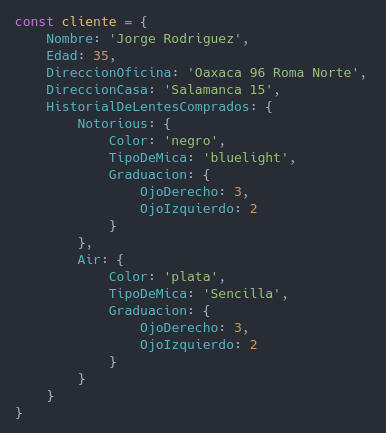 const cliente = {
    Nombre: 'Jorge Rodriguez',
    Edad: 35,
    DireccionOficina: 'Oaxaca 96 Roma Norte',
    DireccionCasa: 'Salamanca 15',
    HistorialDeLentesComprados: {
        Notorious: {
            Color: 'negro',
            TipoDeMica: 'bluelight',
            Graduacion: {
                OjoDerecho: 3,
                OjoIzquierdo: 2
            }
        },
        Air: {
            Color: 'plata',
            TipoDeMica: 'Sencilla',
            Graduacion: {
                OjoDerecho: 3,
                OjoIzquierdo: 2
            }
        }
    }
}